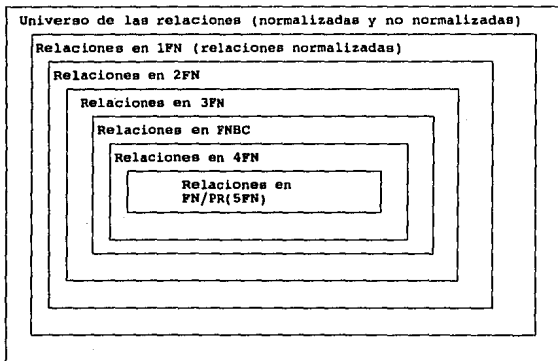 Universo de las relaciones (normalizadas y no normalizadas)
Relaciones en 1FN (relaciones normalizadas)
Relaciones en 2FN
Relaciones en 3FN
Relaciones en FNBC
Relaciones en 4FN
Relaciones en
FN/PR(5FN)